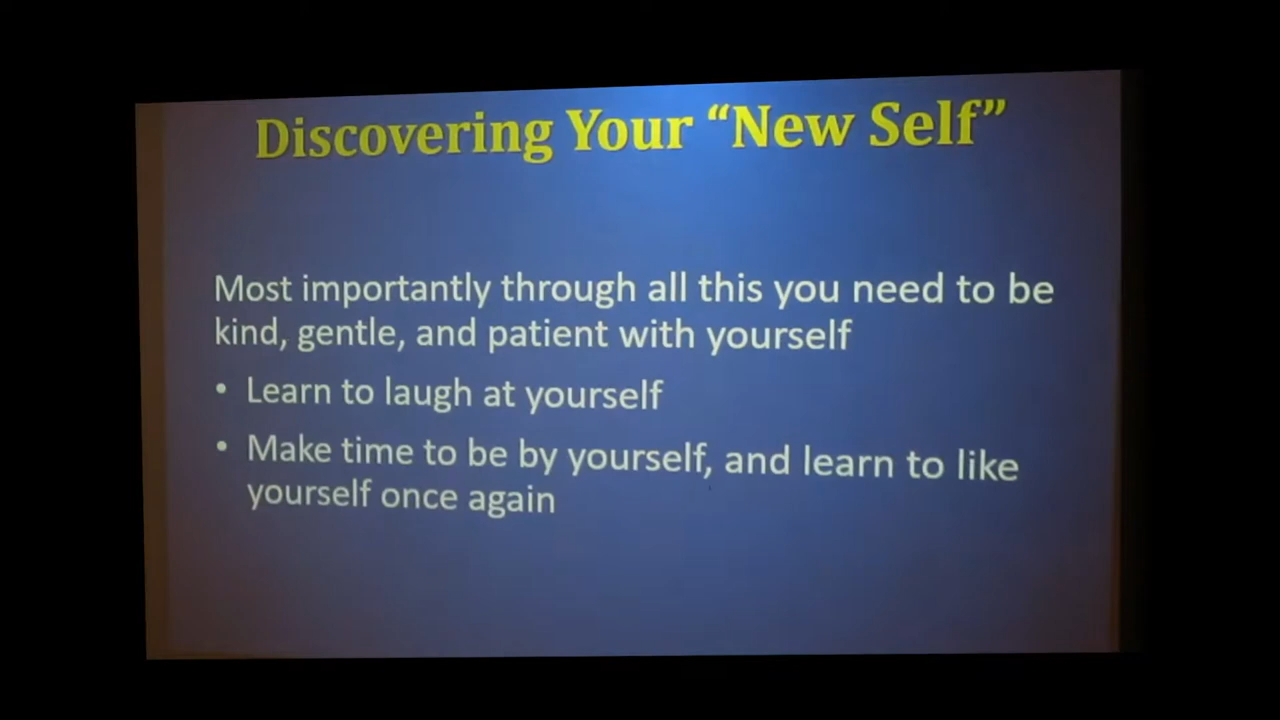 Discovering Your “New Self”
Most importantly through all this you need to be
kind, gentle, and patient with yourself
• Learn to laugh at yourself
• Make time to be by yourself, and learn to like
yourself once again